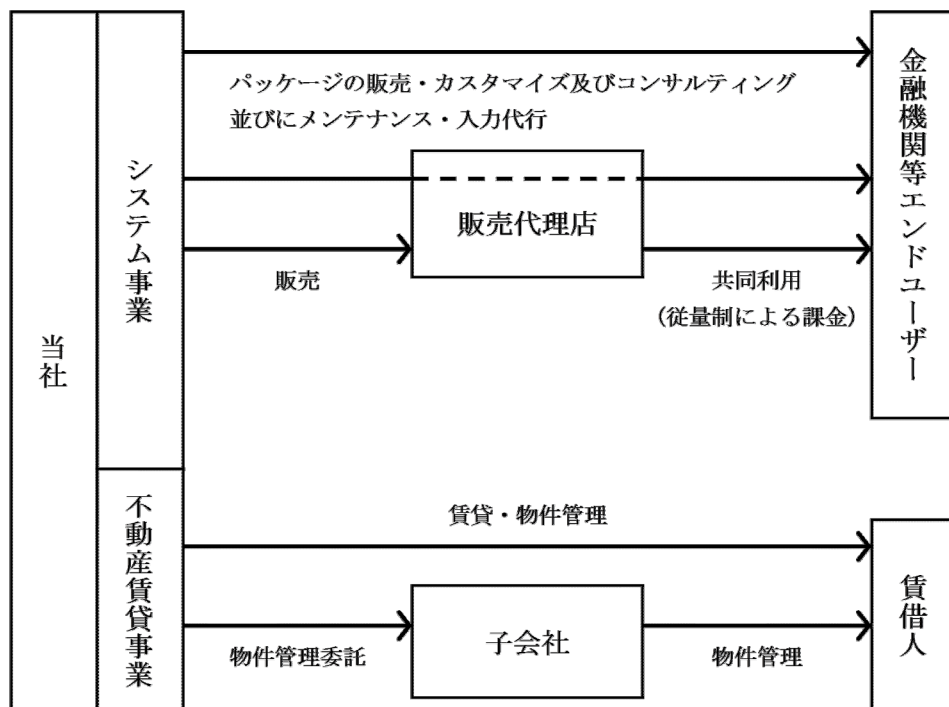 当社
システム事業
パッケージの販売・カスタマイズ及びコンサルティング
並びにメンテナンス・入力代行
販売代理店
販売
共同利用
(従量制による課金)
金融機関等エンドユーザー
不動産賃貸事業
賃貸・物件管理
物件管理委託
子会社
物件管理
賃借人